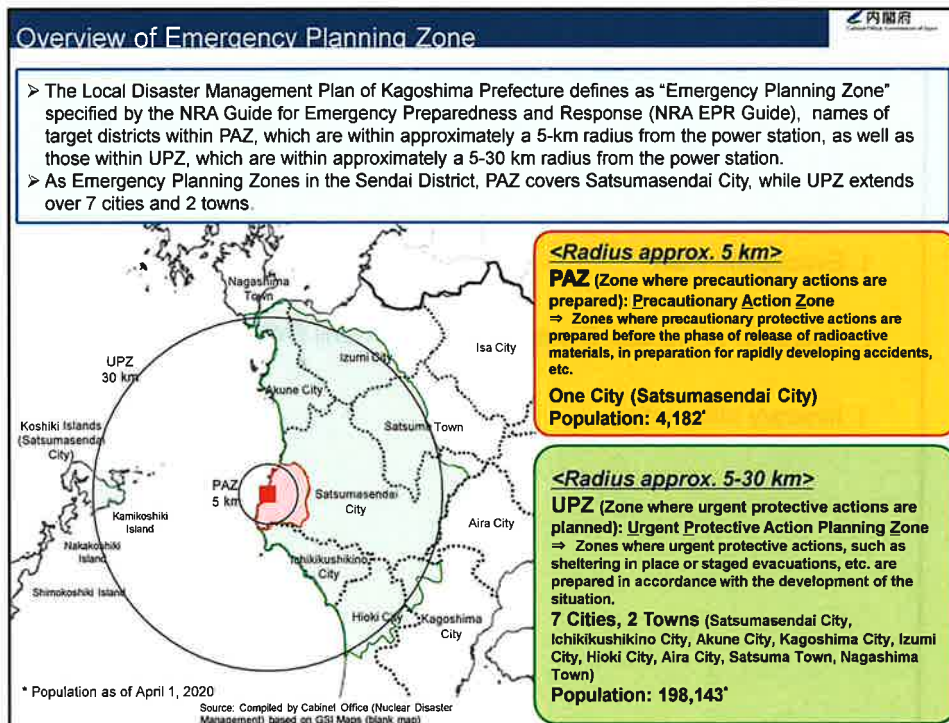 Overview of Emergency Planning Zone
内閣府
➢ The Local Disaster Management Plan of Kagoshima Prefecture defines as "Emergency Planning Zone"
specified by the NRA Guide for Emergency Preparedness and Response (NRA EPR Guide), names of
target districts within PAZ, which are within approximately a 5-km radius from the power station, as well as
those within UPZ, which are within approximately a 5-30 km radius from the power station.
➢ As Emergency Planning Zones in the Sendai District, PAZ covers Satsumasendai City, while UPZ extends
over 7 cities and 2 towns.
Nagashima
Town
UPZ
30 km
Izumi City
Isa City
Akune City
Koshiki Islands
(Satsumasendai
City)
Satsuma Town
PAZ
5 km
Satsumasendai
City
Kamikoshiki
Island
Aira City
Nakakoshiki
Island
Ichikikushikino
City
Shimokoshiki Island
Hioki City
Kagoshima
City
* Population as of April 1, 2020
Source: Compiled by Cabinet Office (Nuclear Disaster
Management) based on GSI Maps (blank map)
<Radius approx. 5 km>
PAZ (Zone where precautionary actions are
prepared): Precautionary Action Zone
⇒ Zones where precautionary protective actions are
prepared before the phase of release of radioactive
materials, in preparation for rapidly developing accidents,
etc.
One City (Satsumasendai City)
Population: 4,182*
<Radius approx. 5-30 km>
UPZ (Zone where urgent protective actions are
planned): Urgent Protective Action Planning Zone
⇒ Zones where urgent protective actions, such as
sheltering in place or staged evacuations, etc. are
prepared in accordance with the development of the
situation.
7 Cities, 2 Towns (Satsumasendai City,
Ichikikushikino City, Akune City, Kagoshima City, Izumi
City, Hioki City, Aira City, Satsuma Town, Nagashima
Town)
Population: 198,143*